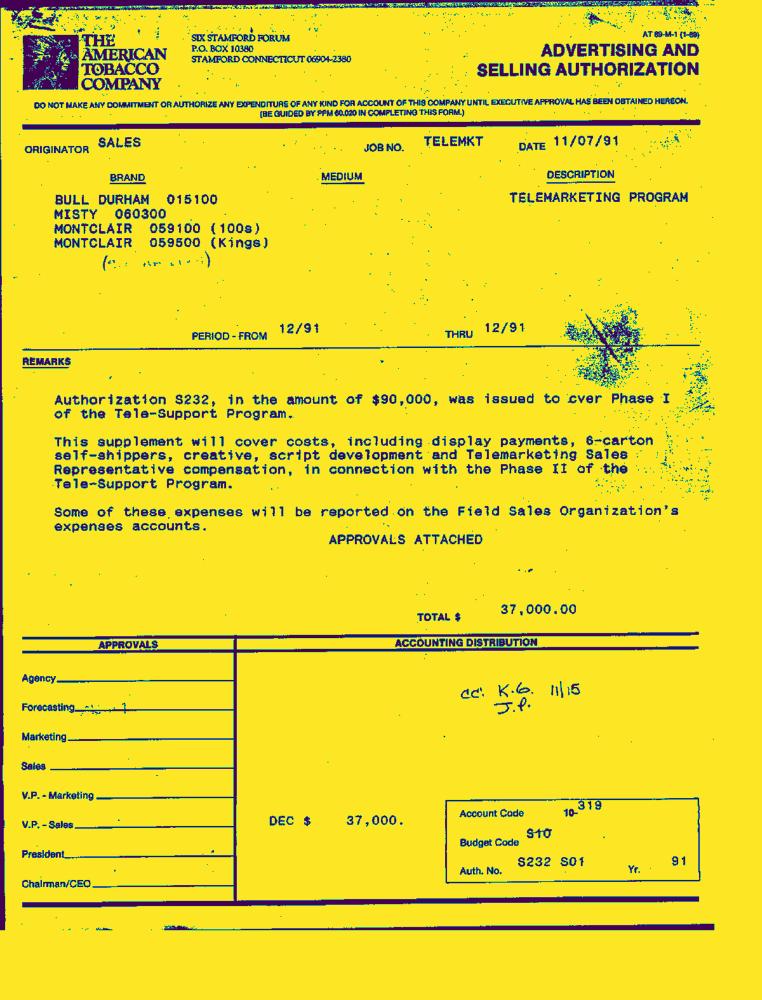 AT 89-M-1 (1-89)
THE
AMERICAN
TOBACCO
COMPANY
SIX STAMFORD FORUM
P.O. BOX 10380
STAMFORD CONNECTICUT 06904-2380
ADVERTISING AND
SELLING AUTHORIZATION
DO NOT MAKE ANY COMMITMENT OR AUTHORIZE ANY EXPENDITURE OF ANY KIND FOR ACCOUNT OF THIS COMPANY UNTIL EXECUTIVE APPROVAL HAS BEEN OBTAINED HEREON.
(BE GUIDED BY PPM 60.020 IN COMPLETING THIS FORM.)
ORIGINATOR SALES JOB NO. TELEMKT DATE 11/07/91
BRAND MEDIUM DESCRIPTION
BULL DURHAM 015100 TELEMARKETING PROGRAM
MISTY 060300
MONTCLAIR 059100 (100s)
MONTCLAIR 059500 (Kings)
PERIOD - FROM 12/91 THRU 12/91
REMARKS
Authorization S232, in the amount of $90,000, was issued to cver Phase I
of the Tele-Support Program.
This supplement will cover costs, including display payments, 6-carton
self-shippers, creative, script development and Telemarketing Sales
Representative compensation, in connection with the Phase II of the
Tele-Support Program.
Some of these expenses will be reported on the Field Sales Organization's
expenses accounts.
APPROVALS ATTACHED
TOTAL $ 37,000.00
APPROVALS ACCOUNTING DISTRIBUTION
Agency
Forecasting
Marketing
Sales
V.P. - Marketing
V.P. - Sales
President
Chairman/CEO
cc: K.G. 11/15
J.P.
DEC $ 37,000.
Account Code 10-319
Budget Code S10
Auth. No. S232 S01 Yr. 91